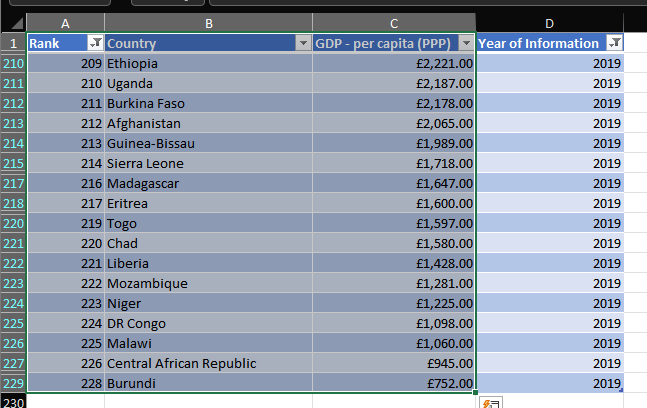 A B C D
1 Rank Country GDP - per capita (PPP) Year of Information
210 209 Ethiopia £2,221.00 2019
211 210 Uganda £2,187.00 2019
212 211 Burkina Faso £2,178.00 2019
213 212 Afghanistan £2,065.00 2019
214 213 Guinea-Bissau £1,989.00 2019
215 214 Sierra Leone £1,718.00 2019
217 216 Madagascar £1,647.00 2019
218 217 Eritrea £1,600.00 2019
220 219 Togo £1,597.00 2019
221 220 Chad £1,580.00 2019
222 221 Liberia £1,428.00 2019
223 222 Mozambique £1,281.00 2019
224 223 Niger £1,225.00 2019
225 224 DR Congo £1,098.00 2019
226 225 Malawi £1,060.00 2019
227 226 Central African Republic £945.00 2019
229 228 Burundi £752.00 2019
230